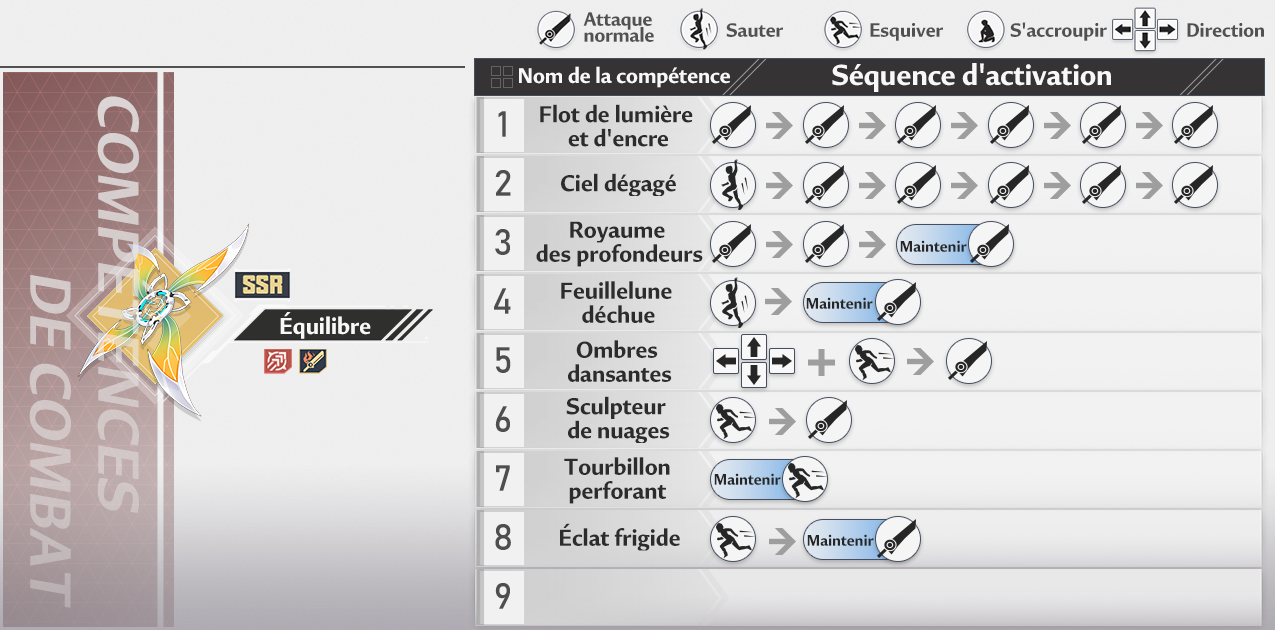 Attaque
normale
Sauter
Esquiver
S'accroupir
Direction
Nom de la compétence
Séquence d'activation
COMPÉTENCES
DE COMBAT
SSR
Équilibre
1
Flot de lumière
et d'encre
2
Ciel dégagé
3
Royaume
des profondeurs
Maintenir
4
Feuillelune
déchue
Maintenir
5
Ombres
dansantes
6
Sculpteur
de nuages
7
Tourbillon
perforant
Maintenir
8
Éclat frigide
Maintenir
9